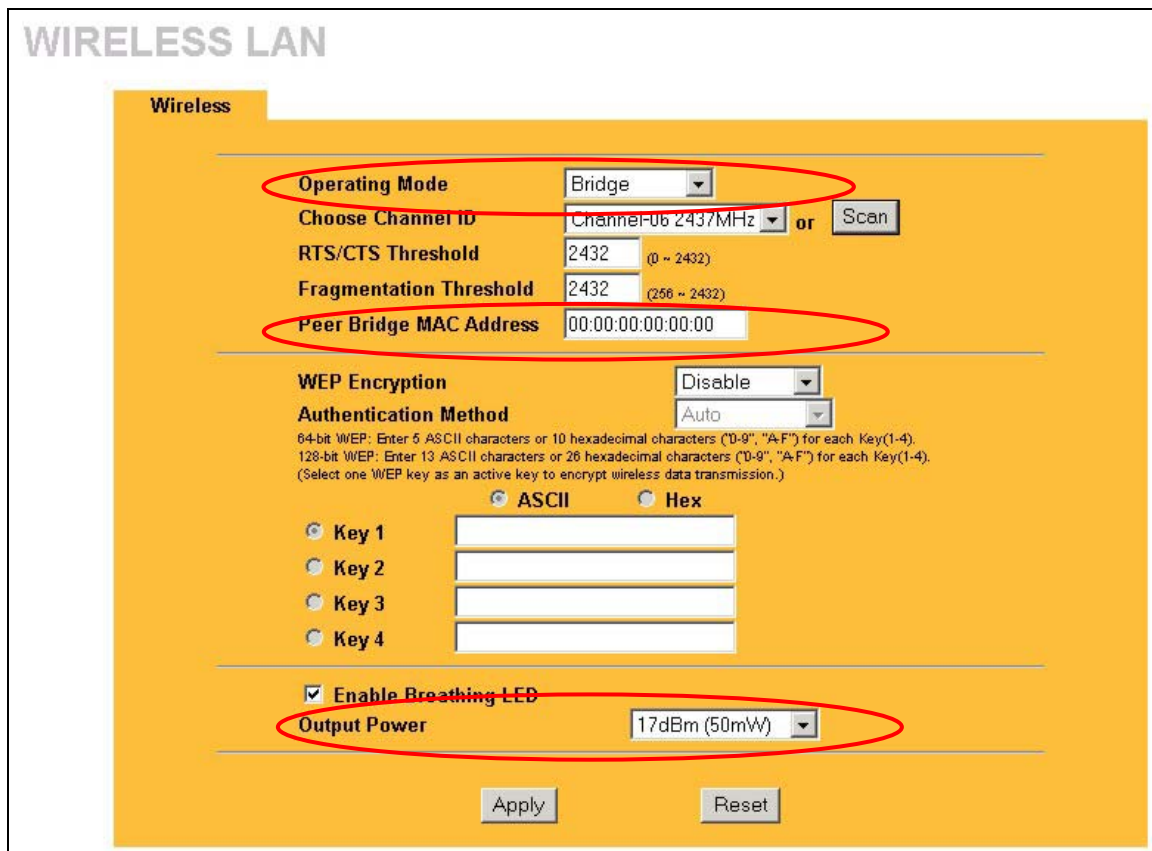 WIRELESS LAN
Wireless
Operating Mode Bridge
Choose Channel ID Channel-06 2437MHz or Scan
RTS/CTS Threshold 2432 (0 ~ 2432)
Fragmentation Threshold 2432 (256 ~ 2432)
Peer Bridge MAC Address 00:00:00:00:00:00
WEP Encryption Disable
Authentication Method Auto
64-bit WEP: Enter 5 ASCII characters or 10 hexadecimal characters ("0-9", "A-F") for each Key(1-4).
128-bit WEP: Enter 13 ASCII characters or 26 hexadecimal characters ("0-9", "A-F") for each Key(1-4).
(Select one WEP key as an active key to encrypt wireless data transmission.)
ASCII Hex
Key 1
Key 2
Key 3
Key 4
Enable Breathing LED
Output Power 17dBm (50mW)
Apply Reset